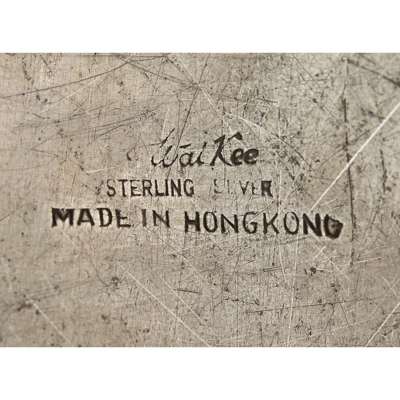 Wai Kee
STERLING SILVER
MADE IN HONGKONG